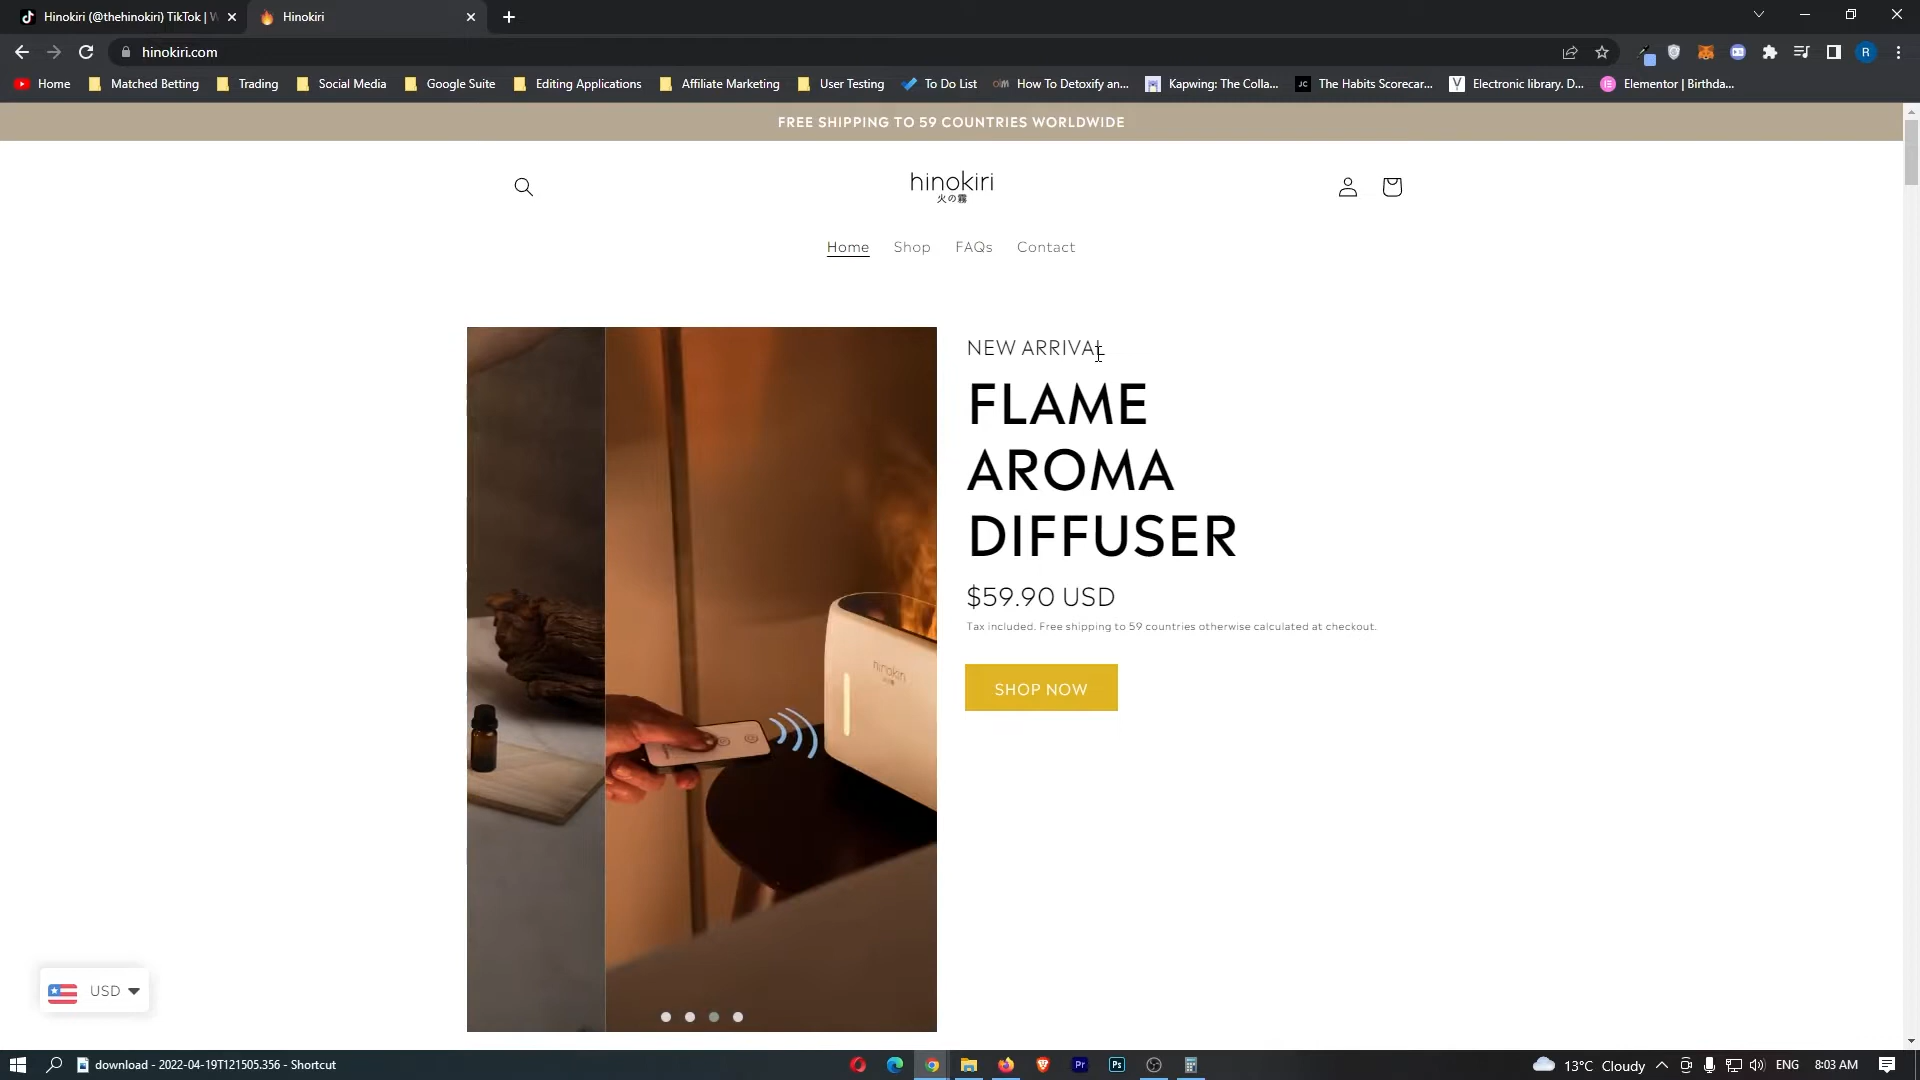 Hinokiri (@thehinokiri) TikTok | W
Hinokiri
hinokiri.com
R
Home
Matched Betting
Trading
Social Media
Google Suite
Editing Applications
Affiliate Marketing
User Testing
To Do List
How To Detoxify an...
Kapwing: The Colla...
JC
The Habits Scorecar...
Electronic library. D...
Elementor | Birthda...
FREE SHIPPING TO 59 COUNTRIES WORLDWIDE
hinokiri
火の霧
Home
Shop
FAQs
Contact
NEW ARRIVAL
FLAME
AROMA
DIFFUSER
$59.90 USD
Tax included. Free shipping to 59 countries otherwise calculated at checkout.
SHOP NOW
hinokiri
USD
download - 2022-04-19T121505.356 - Shortcut
Pr
Ps
13°C Cloudy
ENG
8:03 AM